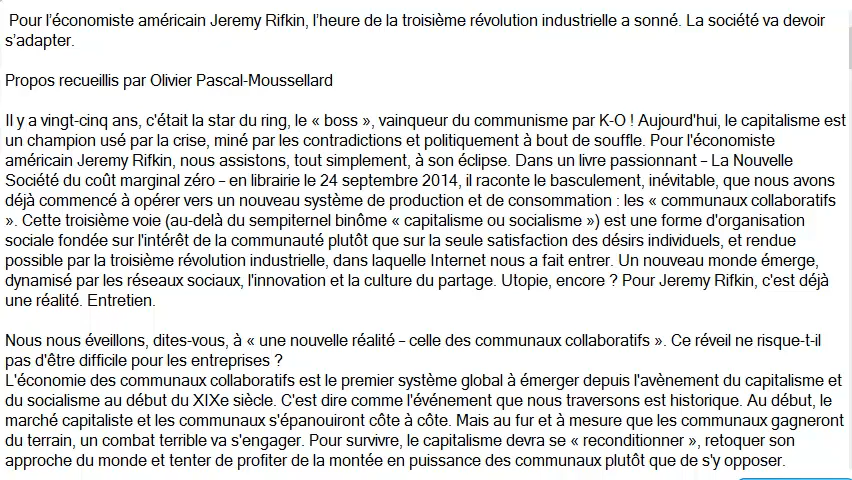 Pour l’économiste américain Jeremy Rifkin, l’heure de la troisième révolution industrielle a sonné. La société va devoir
s’adapter.
Propos recueillis par Olivier Pascal-Moussellard
Il y a vingt-cinq ans, c'était la star du ring, le « boss », vainqueur du communisme par K-O ! Aujourd'hui, le capitalisme est
un champion usé par la crise, miné par les contradictions et politiquement à bout de souffle. Pour l'économiste
américain Jeremy Rifkin, nous assistons, tout simplement, à son éclipse. Dans un livre passionnant – La Nouvelle
Société du coût marginal zéro – en librairie le 24 septembre 2014, il raconte le basculement, inévitable, que nous avons
déjà commencé à opérer vers un nouveau système de production et de consommation : les « communaux collaboratifs
». Cette troisième voie (au-delà du sempiternel binôme « capitalisme ou socialisme ») est une forme d'organisation
sociale fondée sur l'intérêt de la communauté plutôt que sur la seule satisfaction des désirs individuels, et rendue
possible par la troisième révolution industrielle, dans laquelle Internet nous a fait entrer. Un nouveau monde émerge,
dynamisé par les réseaux sociaux, l'innovation et la culture du partage. Utopie, encore ? Pour Jeremy Rifkin, c'est déjà
une réalité. Entretien.
Nous nous éveillons, dites-vous, à « une nouvelle réalité – celle des communaux collaboratifs ». Ce réveil ne risque-t-il
pas d'être difficile pour les entreprises ?
L'économie des communaux collaboratifs est le premier système global à émerger depuis l'avènement du capitalisme et
du socialisme au début du XIXe siècle. C'est dire comme l'événement que nous traversons est historique. Au début, le
marché capitaliste et les communaux s'épanouiront côte à côte. Mais au fur et à mesure que les communaux gagneront
du terrain, un combat terrible va s'engager. Pour survivre, le capitalisme devra se « reconditionner », retoquer son
approche du monde et tenter de profiter de la montée en puissance des communaux plutôt que de s'y opposer.